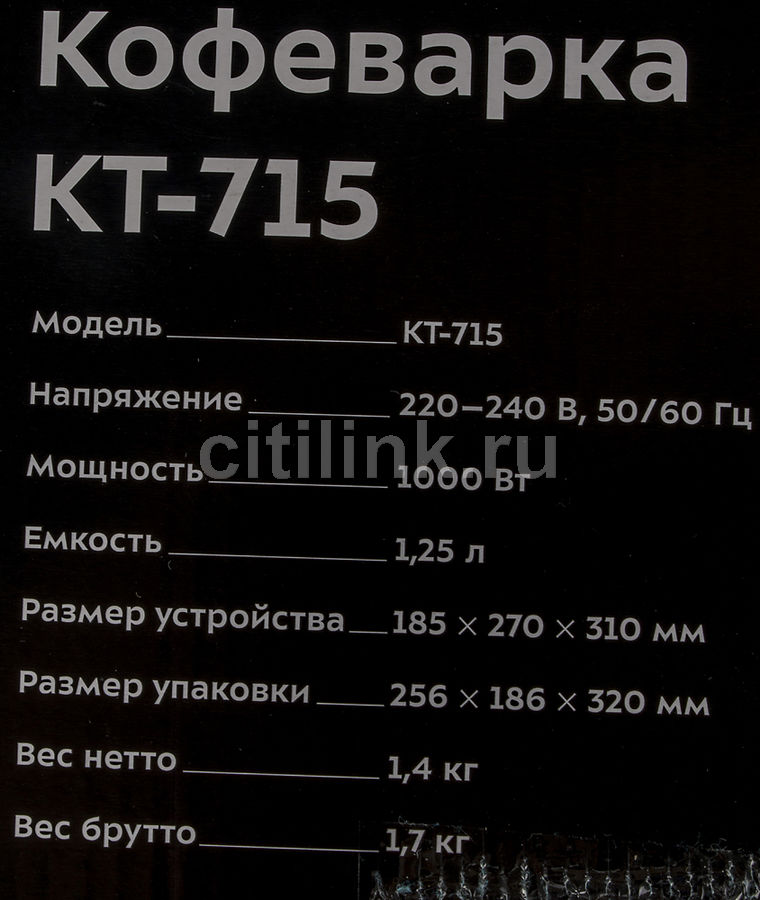 Кофеварка
КТ-715
Модель КТ-715
Напряжение 220–240 В, 50/60 Гц
citilink.ru
Мощность 1000 Вт
Емкость 1,25 л
Размер устройства 185 × 270 × 310 мм
Размер упаковки 256 × 186 × 320 мм
Вес нетто 1,4 кг
Вес брутто 1,7 кг